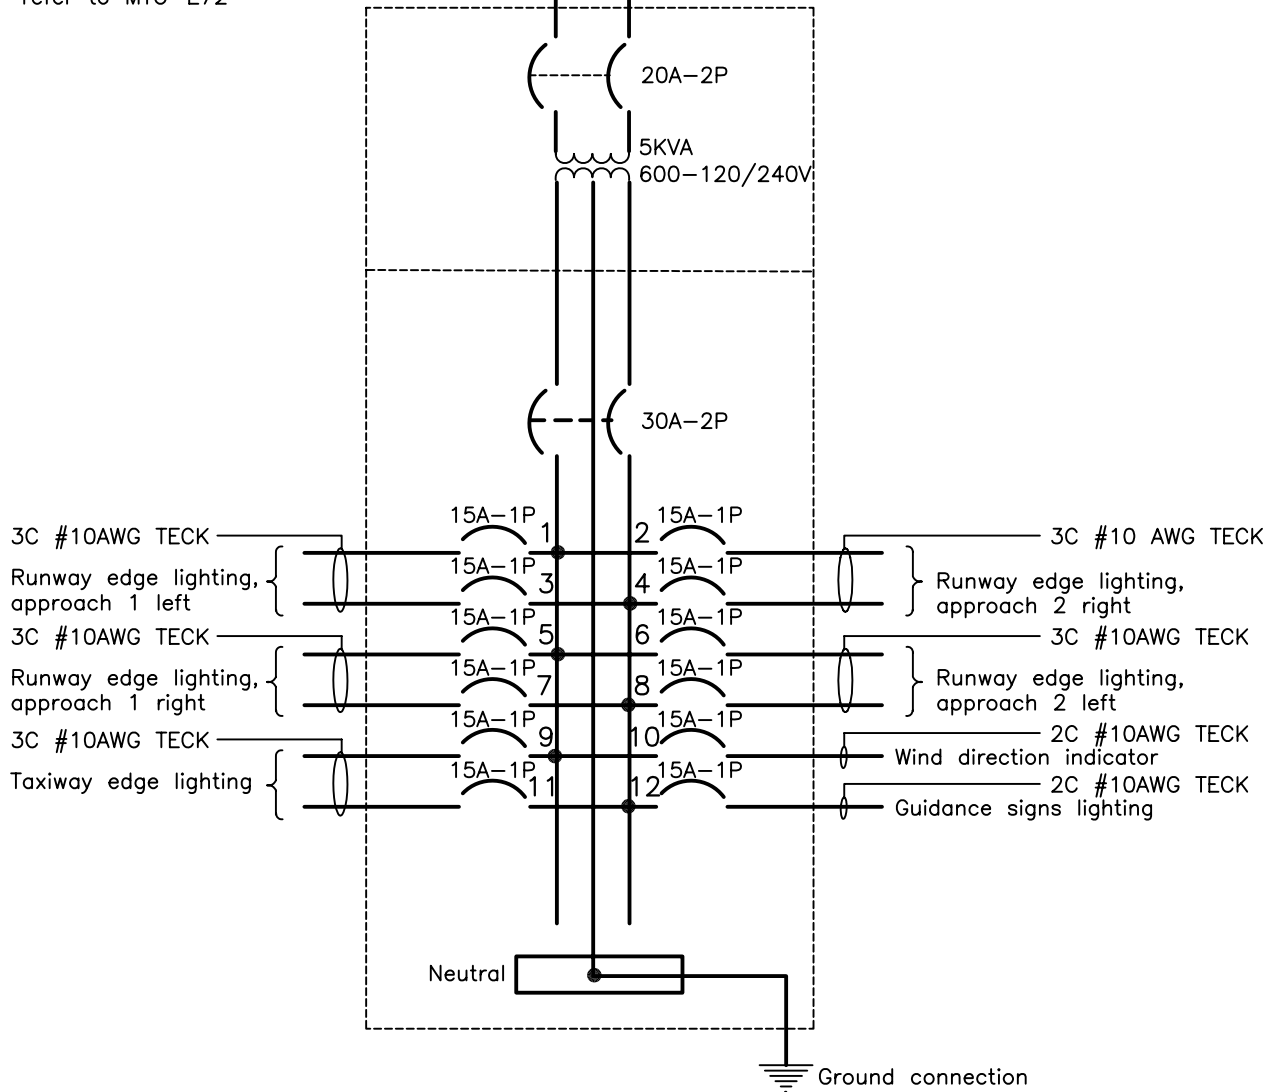 refer to
20A-2P
5KVA
600-120/240V
30A-2P
15A-1P 1 2 15A-1P
3C #10AWG TECK
3C #10 AWG TECK
15A-1P 3 4 15A-1P
Runway edge lighting,
approach 1 left
Runway edge lighting,
approach 2 right
15A-1P 5 6 15A-1P
3C #10AWG TECK
3C #10AWG TECK
15A-1P 7 8 15A-1P
Runway edge lighting,
approach 1 right
Runway edge lighting,
approach 2 left
15A-1P 9 10 15A-1P
3C #10AWG TECK
2C #10AWG TECK
Wind direction indicator
15A-1P 11 12 15A-1P
Taxiway edge lighting
2C #10AWG TECK
Guidance signs lighting
Neutral
Ground connection